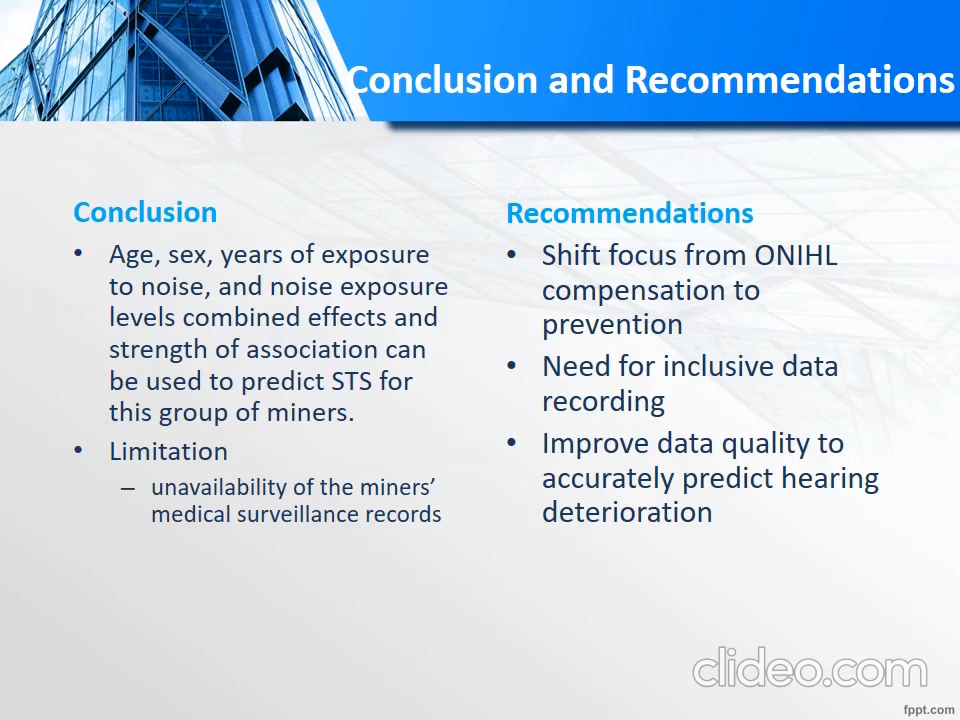 Conclusion and Recommendations
Conclusion
• Age, sex, years of exposure
to noise, and noise exposure
levels combined effects and
strength of association can
be used to predict STS for
this group of miners.
• Limitation
– unavailability of the miners’
medical surveillance records
Recommendations
• Shift focus from ONIHL
compensation to
prevention
• Need for inclusive data
recording
• Improve data quality to
accurately predict hearing
deterioration
clideo.com
fppt.com